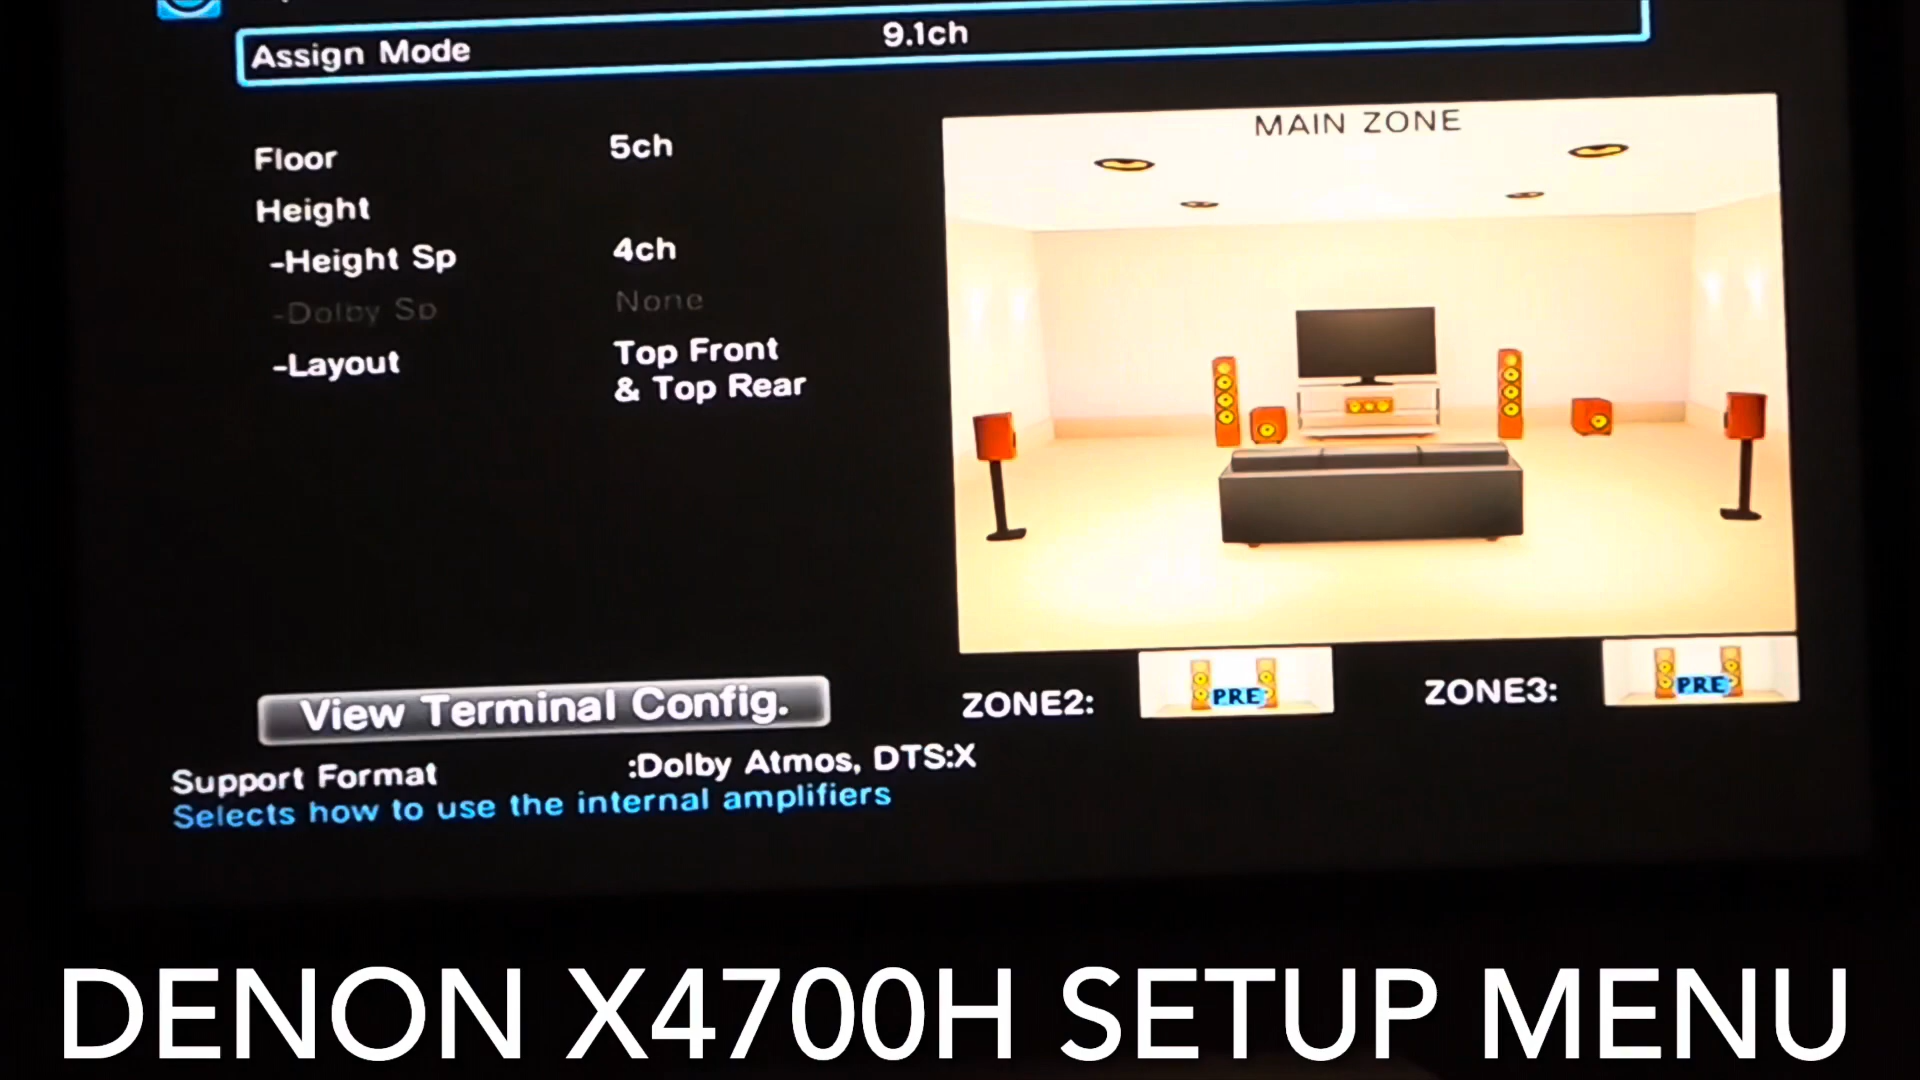 Assign Mode 9.1ch
Floor 5ch
Height
-Height Sp 4ch
-Dolby Sp None
-Layout Top Front
& Top Rear
MAIN ZONE
View Terminal Config.
ZONE2: PRE ZONE3: PRE
Support Format :Dolby Atmos, DTS:X
Selects how to use the internal amplifiers
DENON X4700H SETUP MENU